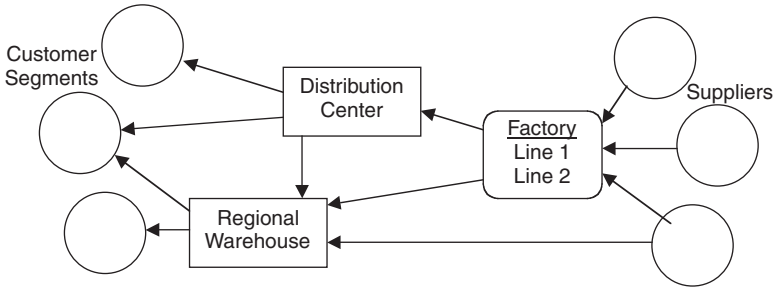 Customer
Segments
Distribution
Center
Suppliers
Factory
Line 1
Line 2
Regional
Warehouse